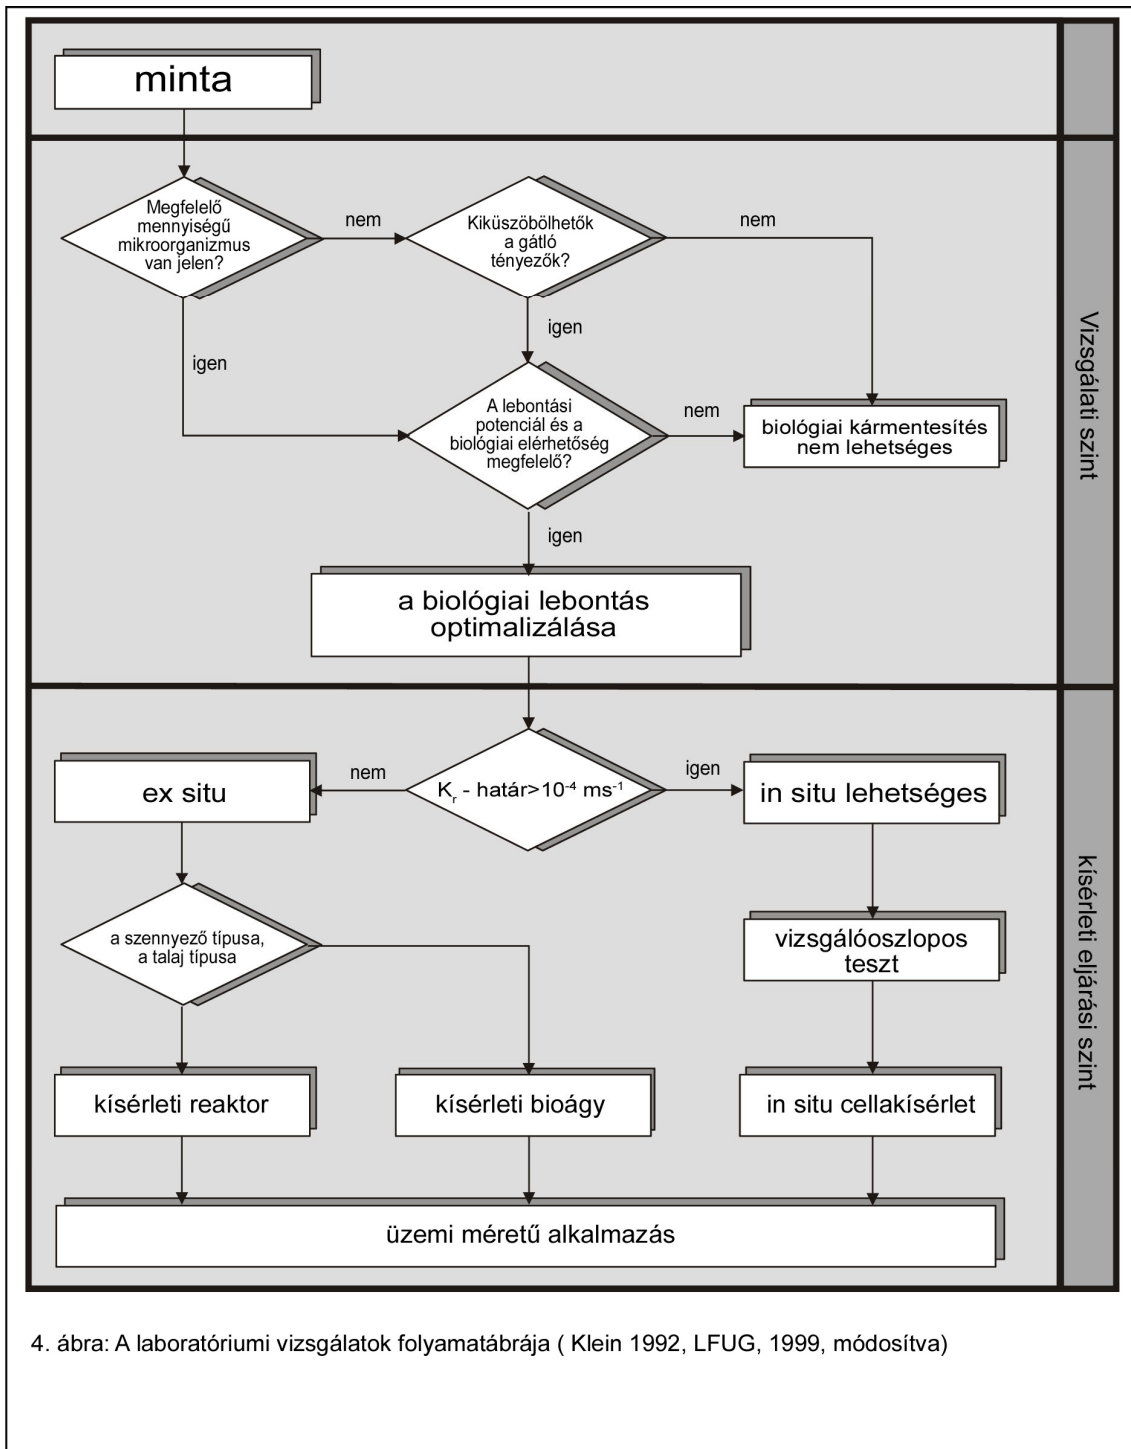 minta
Megfelelő
mennyiségű
mikroorganizmus
van jelen?
nem
Kiküszöbölhetők
a gátló
tényezők?
nem
igen
igen
A lebontási
potenciál és a
biológiai elérhetőség
megfelelő?
nem
biológiai kármentesítés
nem lehetséges
igen
a biológiai lebontás
optimalizálása
Vizsgálati szint
ex situ
nem
Kr - határ>10-4 ms-1
igen
in situ lehetséges
a szennyező típusa,
a talaj típusa
vizsgálóoszlopos
teszt
kísérleti reaktor
kísérleti bioágy
in situ cellakísérlet
üzemi méretű alkalmazás
kísérleti eljárási szint
4. ábra: A laboratóriumi vizsgálatok folyamatábrája ( Klein 1992, LFUG, 1999, módosítva)